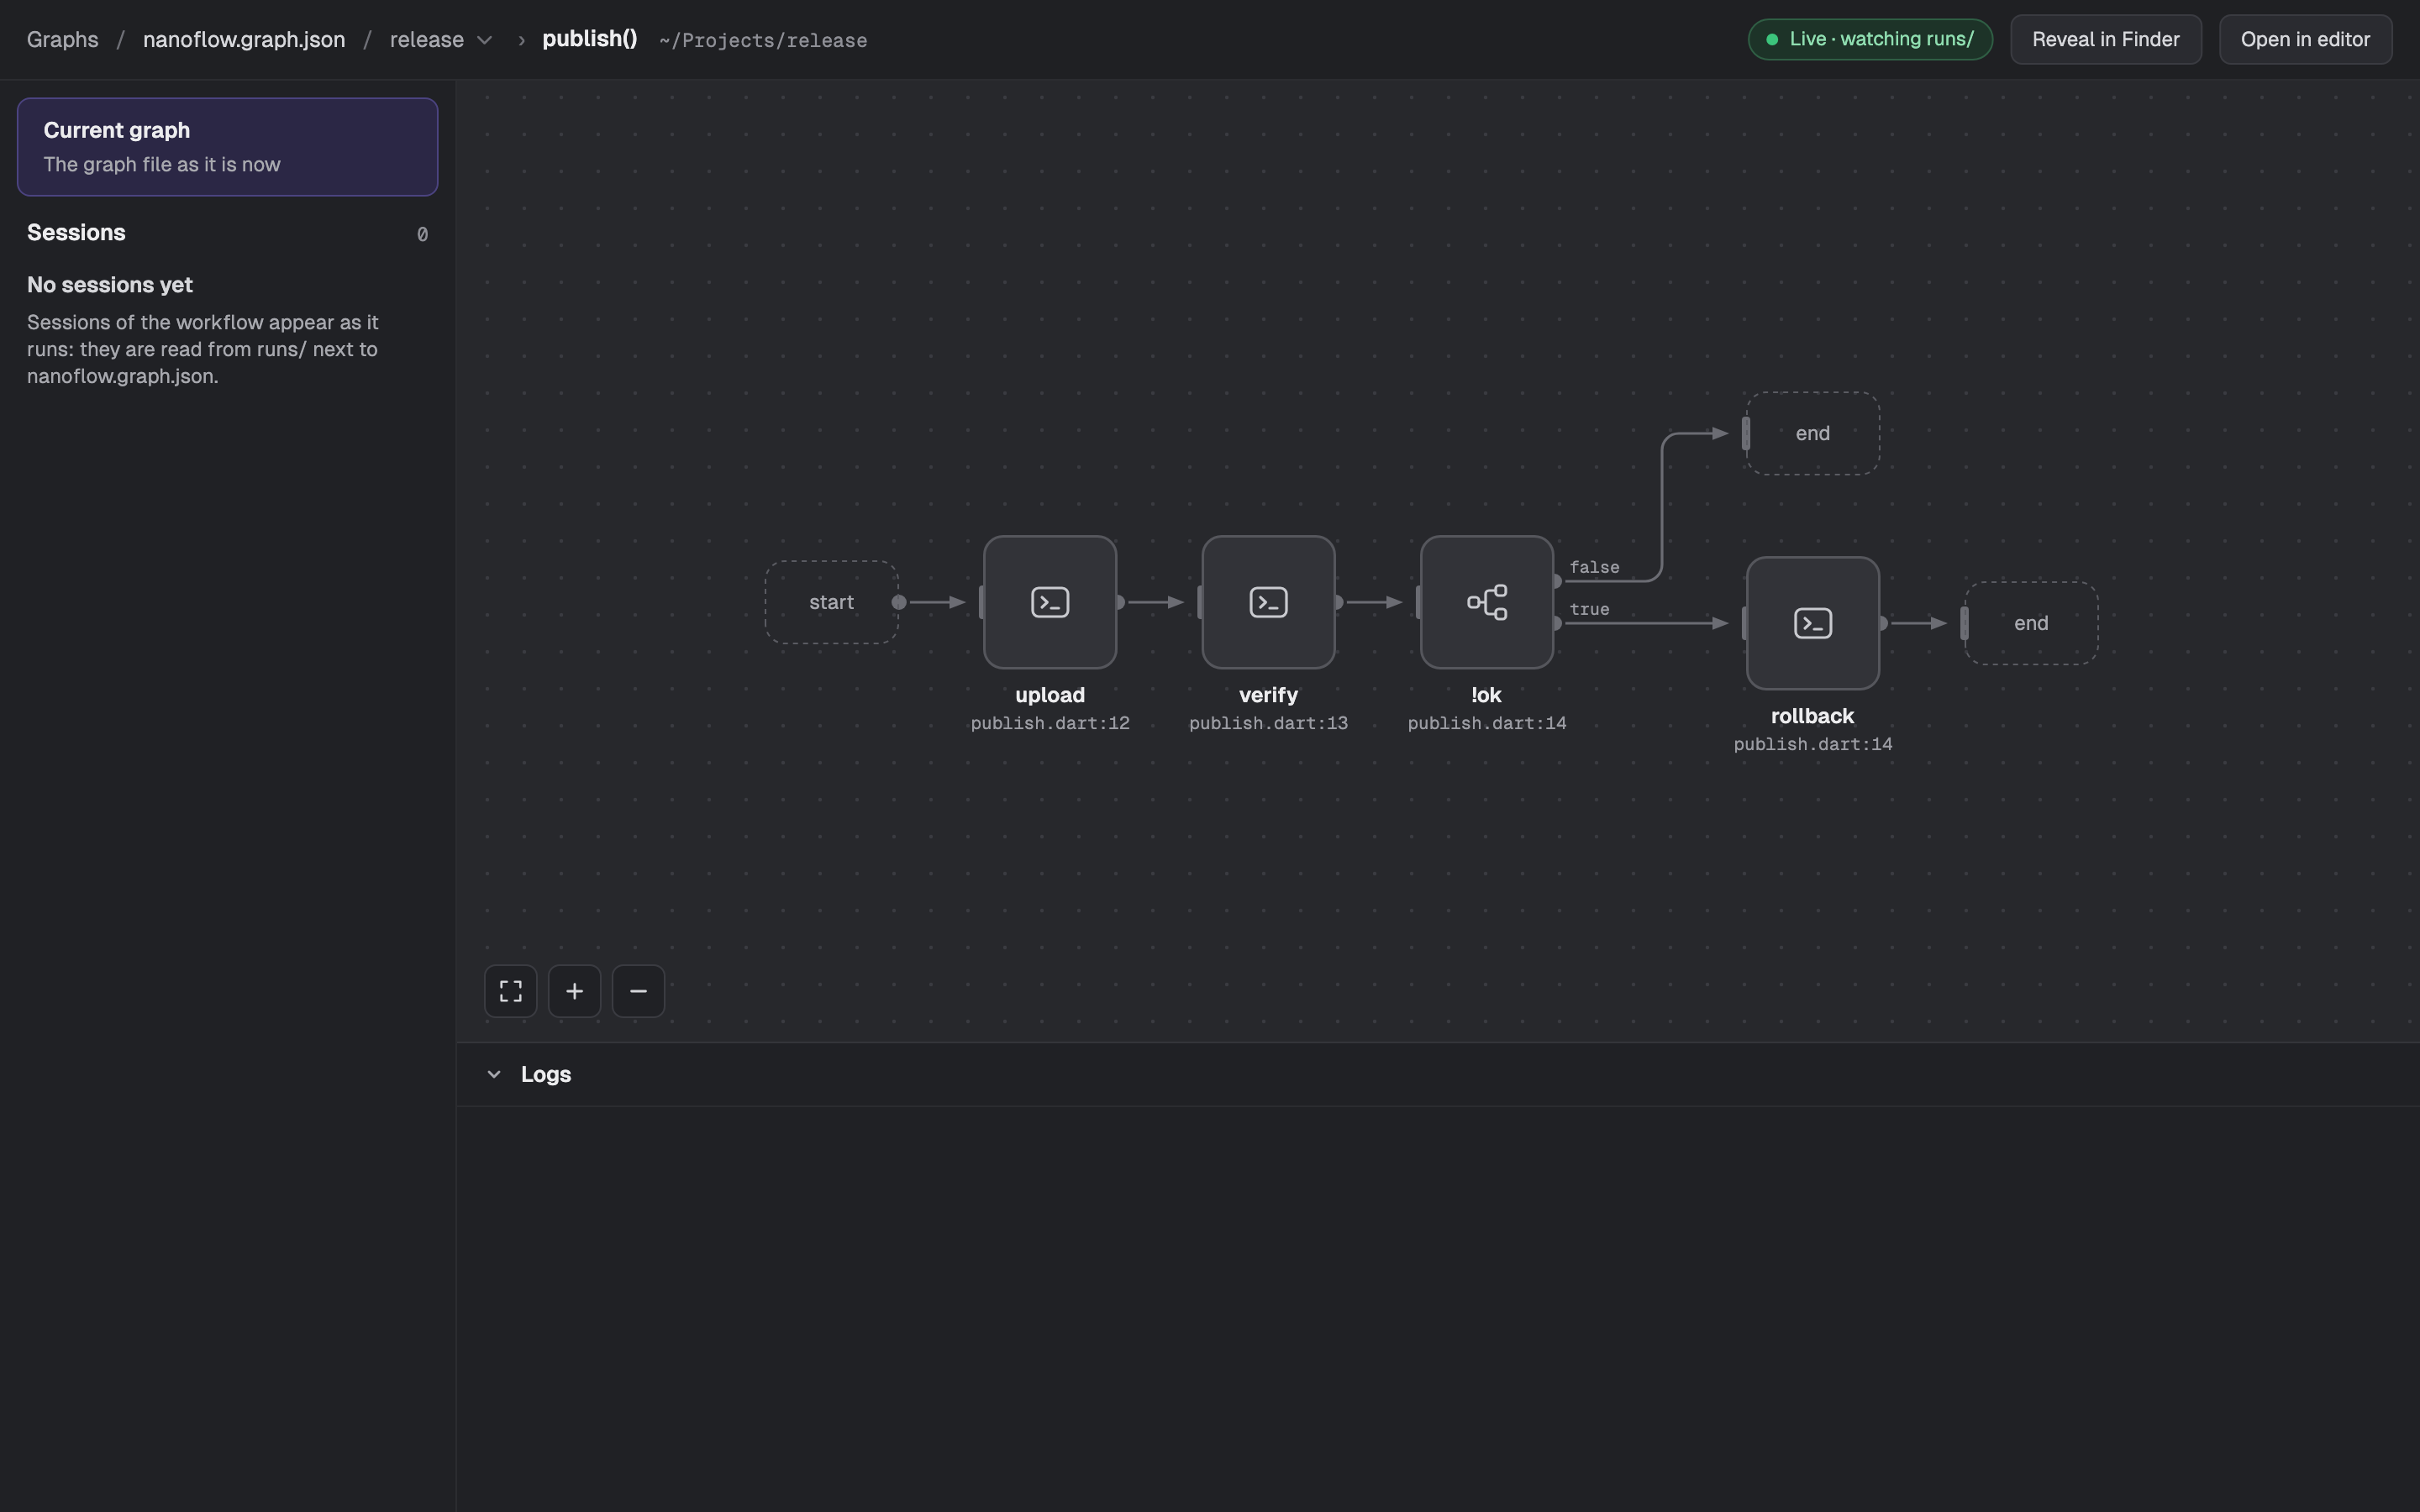 Graphs / nanoflow.graph.json / release › publish() ~/Projects/release
Live · watching runs/
Reveal in Finder
Open in editor
Current graph
The graph file as it is now
Sessions 0
No sessions yet
Sessions of the workflow appear as it
runs: they are read from runs/ next to
nanoflow.graph.json.
end
false
true
start
end
upload
publish.dart:12
verify
publish.dart:13
!ok
publish.dart:14
rollback
publish.dart:14
Logs